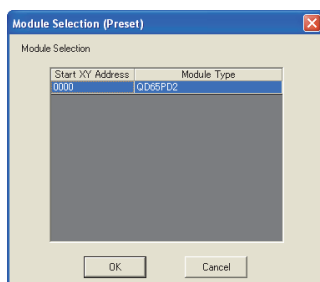 Module Selection (Preset)
Module Selection
Start XY Address Module Type
0000 QD65PD2
OK Cancel